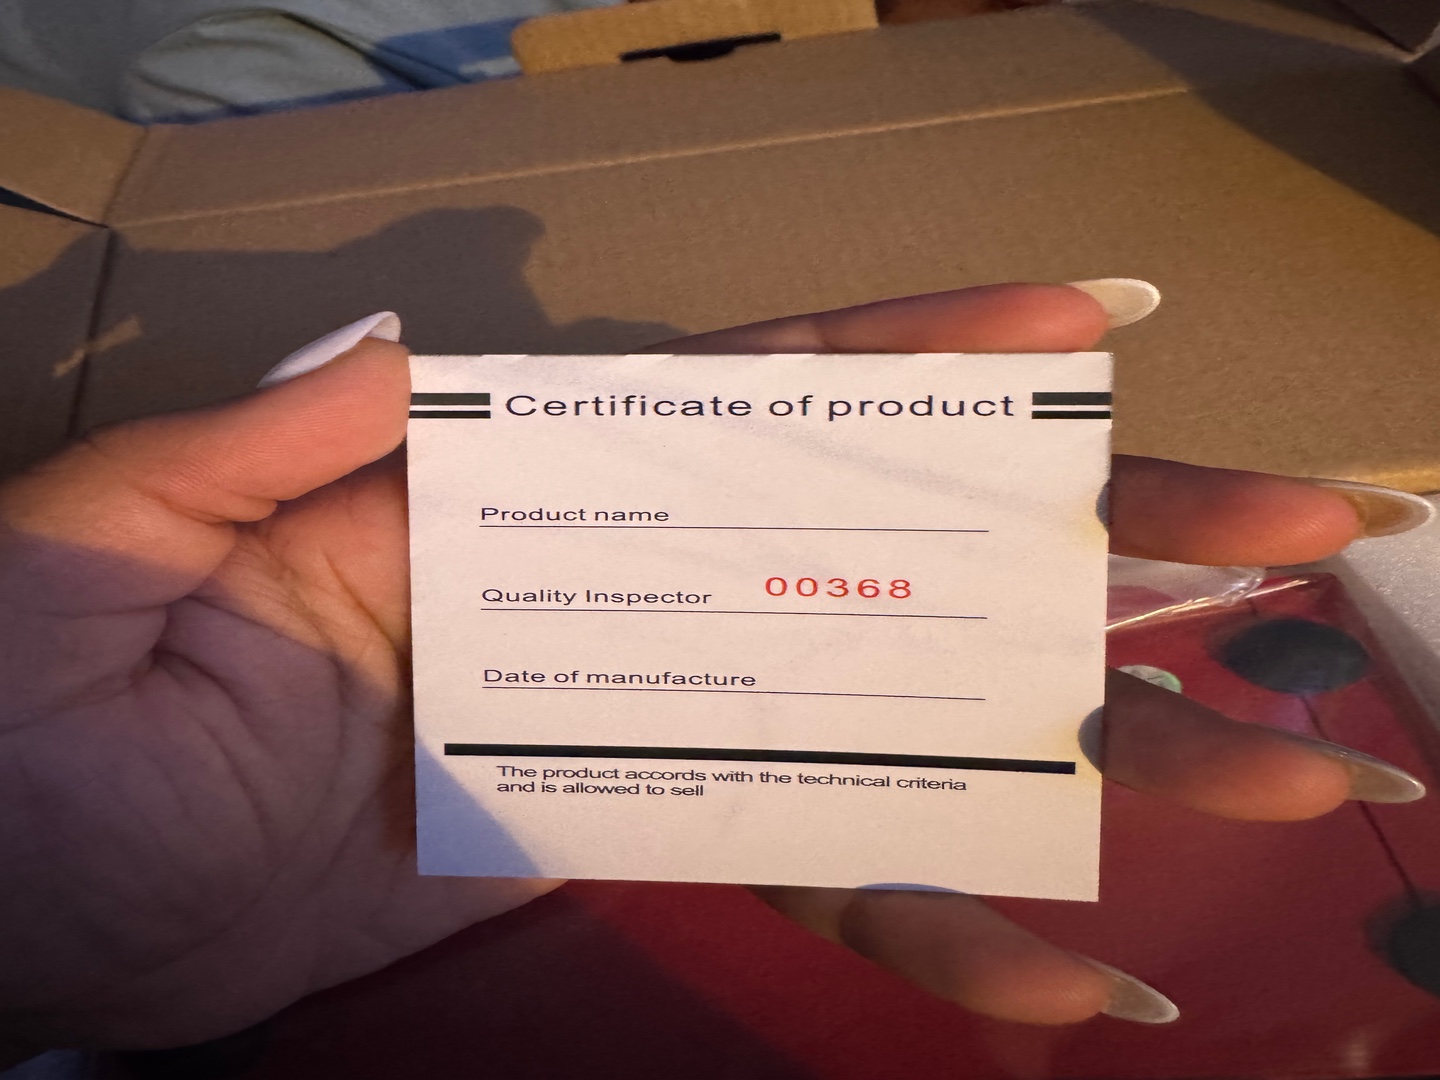 Certificate of product
Product name
Quality Inspector 00368
Date of manufacture
The product accords with the technical criteria
and is allowed to sell